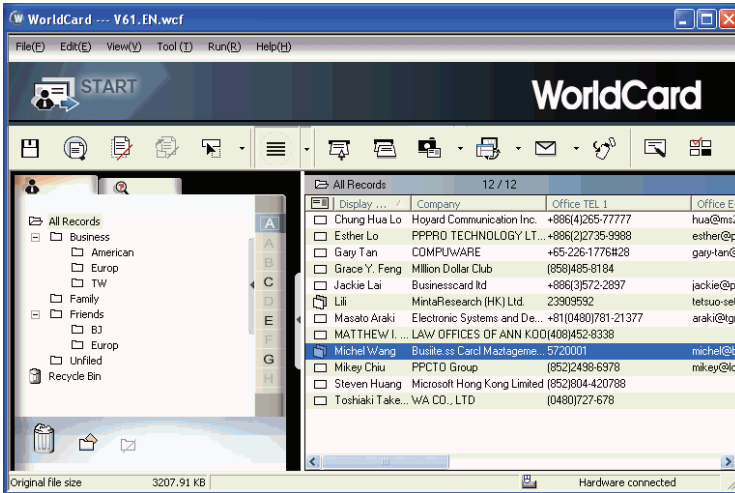 WorldCard --- V61.EN.wcf
File(F) Edit(E) View(V) Tool (T) Run(R) Help(H)
START
WorldCard
All Records 12 / 12
Display ... Company Office TEL 1 Office E
All Records
Business
American
Europ
TW
Family
Friends
BJ
Europ
Unfiled
Recycle Bin
A
A
B
C
D
E
F
G
H
Chung Hua Lo Hoyard Communication Inc. +886(4)265-77777 hua@ms2
Esther Lo PPPRO TECHNOLOGY LT... +886(2)2735-9988 esther@p
Gary Tan COMPUWARE +65-226-1776#28 gary-tan@
Grace Y. Feng MIllion Dollar Club (858)485-8184
Jackie Lai Businesscard ltd +886(3)572-2897 jackie@p
Lili MintaResearch (HK) Ltd. 23909592 tetsuo-se
Masato Araki Electronic Systems and De... +81(0480)781-21377 araki@tg
MATTHEW I. ... LAW OFFICES OF ANN KOO (408)452-8338
Michel Wang Busiite.ss Carcl Maztageme... 5720001 michel@b
Mikey Chiu PPCTO Group (852)2498-6978 mikey@lc
Steven Huang Microsoft Hong Kong Limited (852)804-420788
Toshiaki Take... WA CO., LTD (0480)727-678
Original file size 3207.91 KB Hardware connected